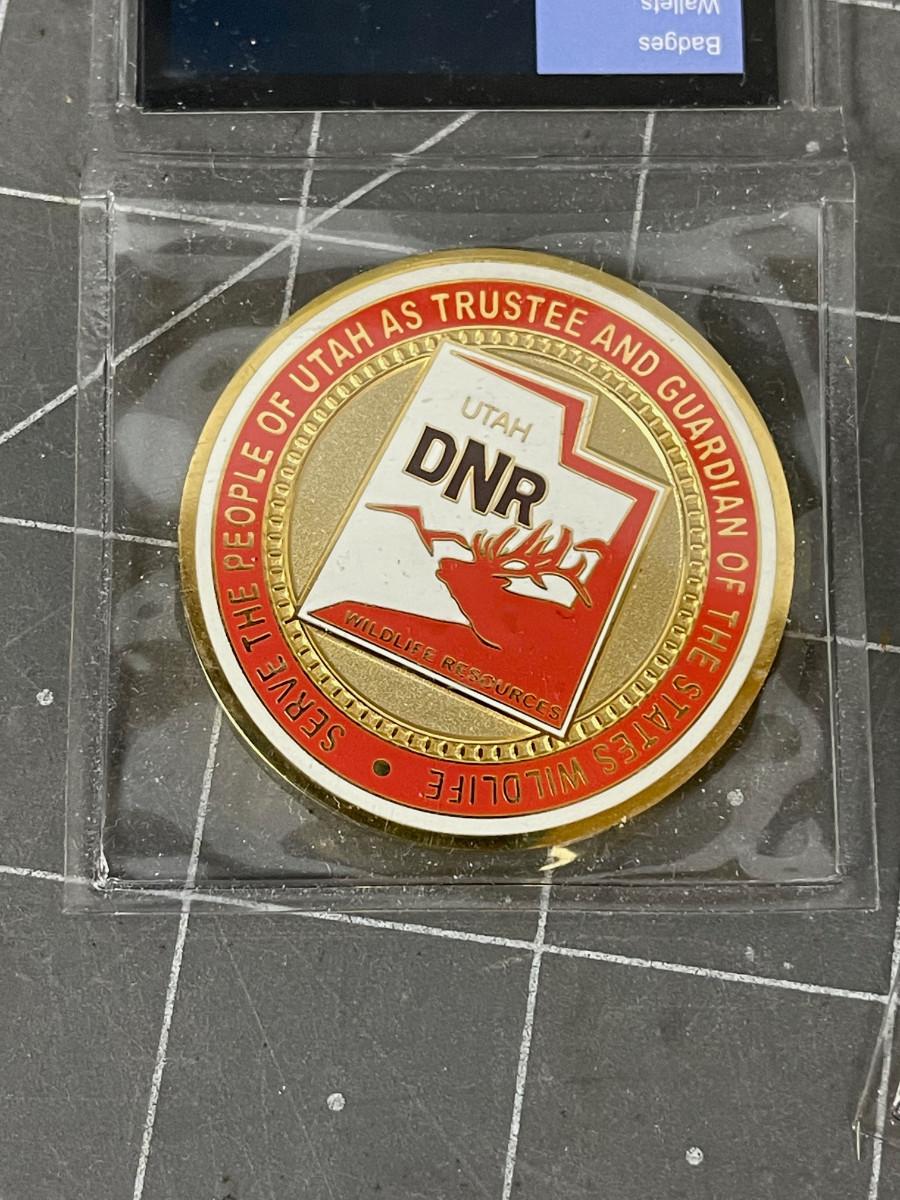 Wallets
Badges
SERVE THE PEOPLE OF UTAH AS TRUSTEE AND GUARDIAN OF THE STATES WILDLIFE
UTAH
DNR
WILDLIFE RESOURCES